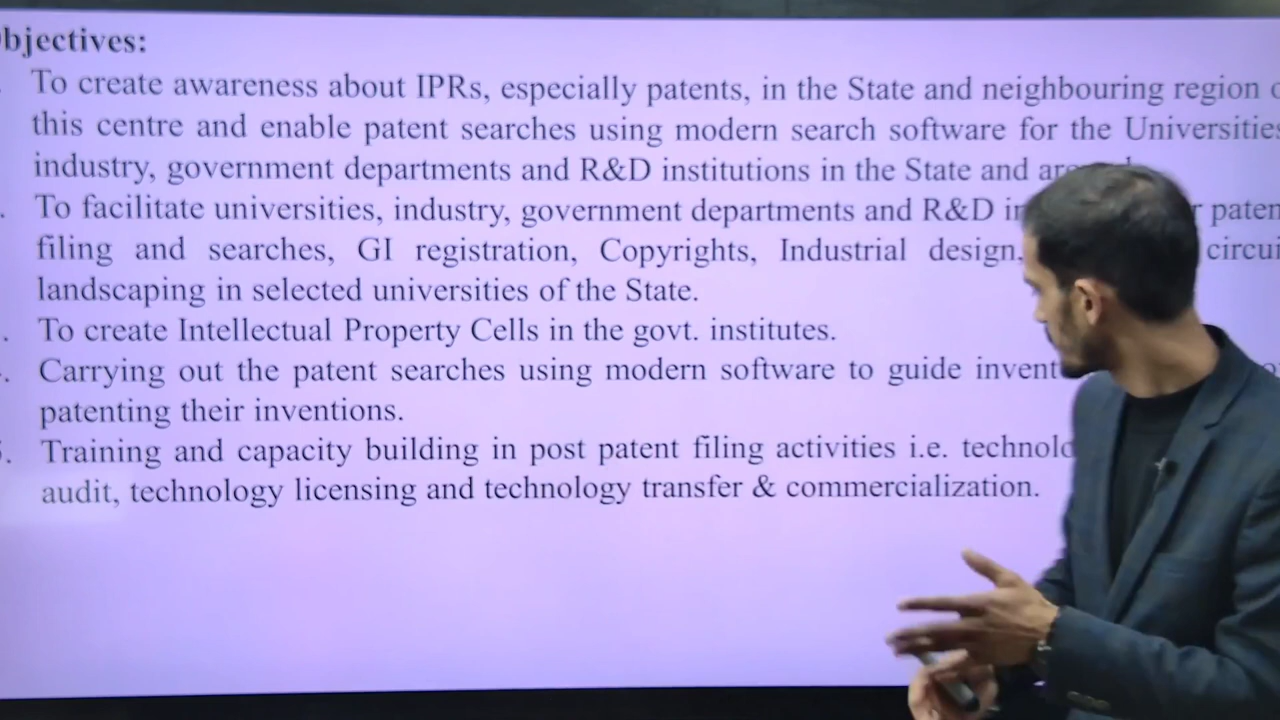 bjectives:
To create awareness about IPRs, especially patents, in the State and neighbouring region
this centre and enable patent searches using modern search software for the Universities
industry, government departments and R&D institutions in the State and
To facilitate universities, industry, government departments and R&D
filing and searches, GI registration, Copyrights, Industrial design,
landscaping in selected universities of the State.
To create Intellectual Property Cells in the govt. institutes.
Carrying out the patent searches using modern software to guide
patenting their inventions.
Training and capacity building in post patent filing activities i.e.
audit, technology licensing and technology transfer & commercialization.